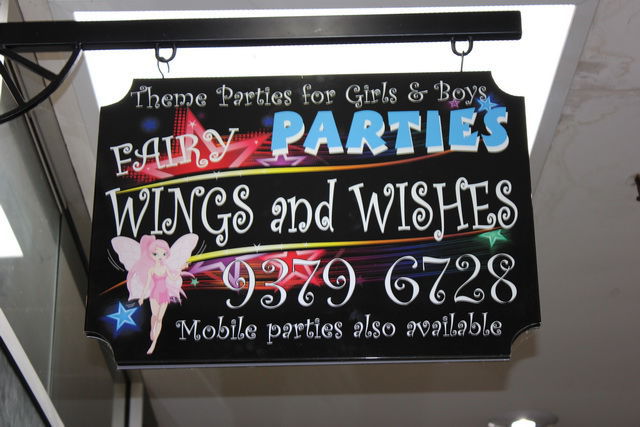 Theme Parties for Girls & Boys
FAIRY PARTIES
WINGS and WISHES
9379 6728
Mobile parties also available